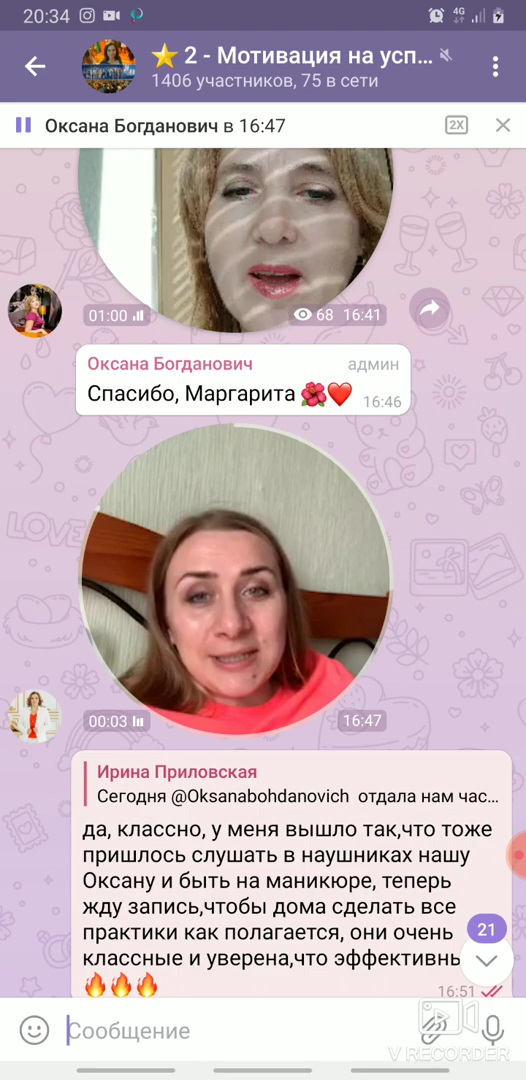 20:34
4G
2 - Мотивация на усп...
1406 участников, 75 в сети
Оксана Богданович в 16:47
2X
01:00
68 16:41
Оксана Богданович админ
Спасибо, Маргарита 🌺❤️ 16:46
00:03
16:47
Ирина Приловская
Сегодня @Oksanabohdanovich отдала нам час...
да, классно, у меня вышло так,что тоже
пришлось слушать в наушниках нашу
Оксану и быть на маникюре, теперь
жду запись,чтобы дома сделать все
практики как полагается, они очень
классные и уверена,что эффективны
🔥🔥🔥
16:51
21
LOVE
Сообщение
V RECORDER